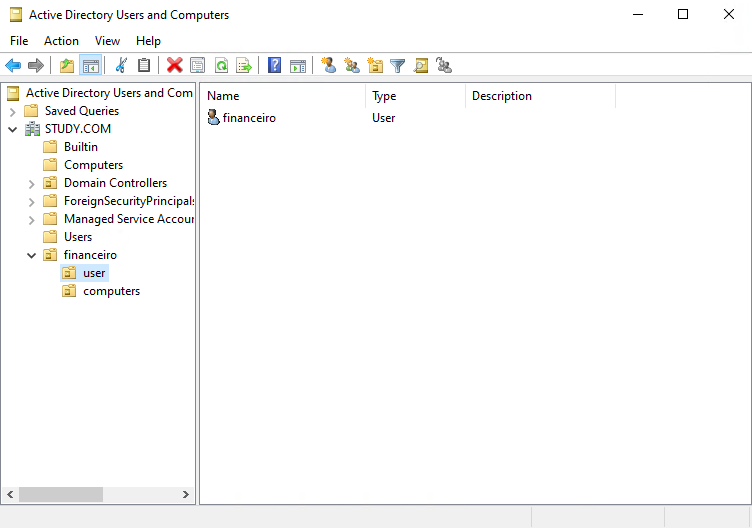 Active Directory Users and Computers
File Action View Help
Active Directory Users and Com
Saved Queries
STUDY.COM
Builtin
Computers
Domain Controllers
ForeignSecurityPrincipals
Managed Service Accour
Users
financeiro
user
computers
Name Type Description
financeiro User